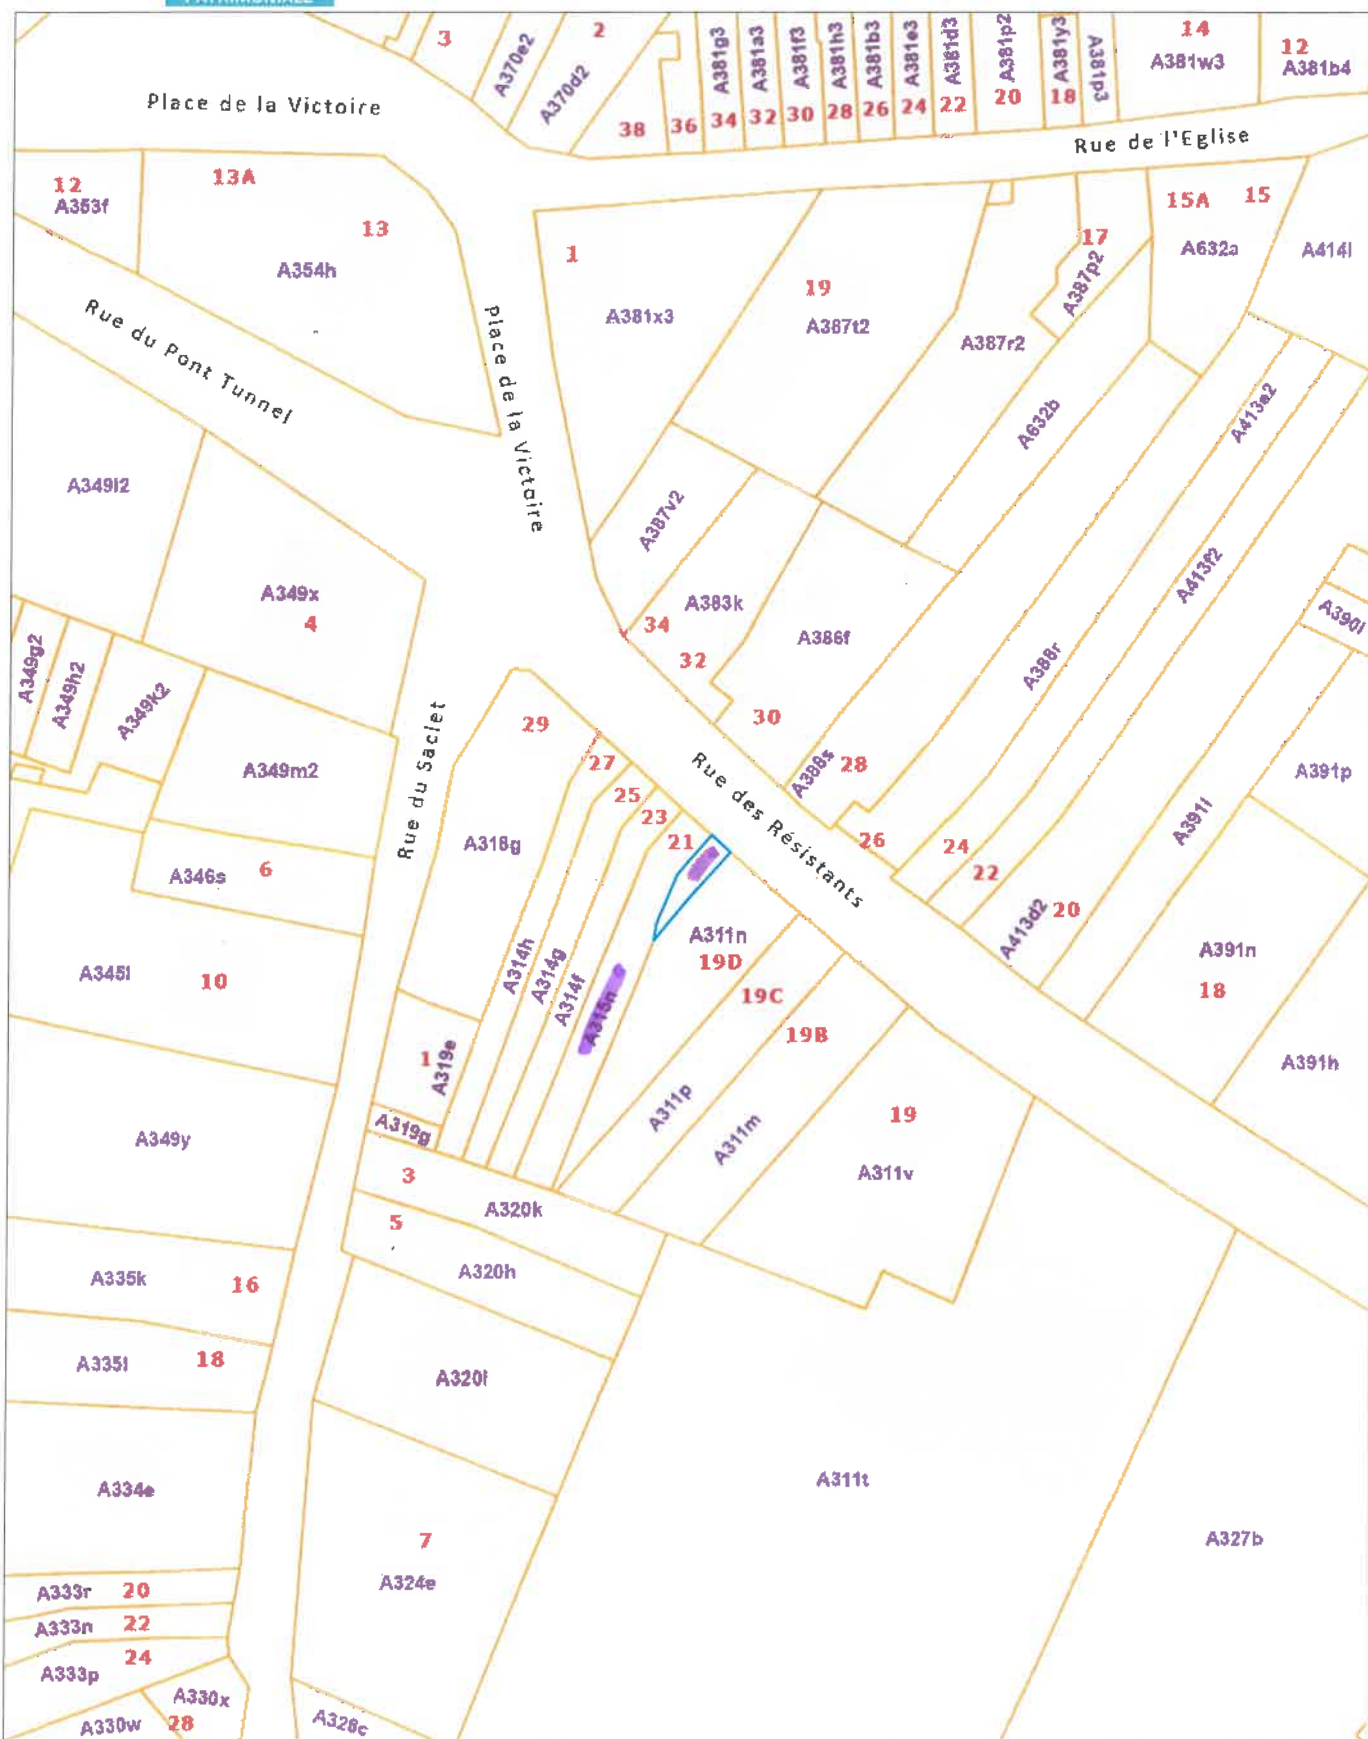 PATRIMONIALE
3
2
A370e2
A370d2
38
36
A381g3
34
A381a3
32
A381f3
30
A381h3
28
A381b3
26
A381e3
24
A381d3
22
A381p2
20
A381y3
18
A381p3
14
A381w3
12
A381b4
Place de la Victoire
Rue de l'Eglise
12
A353f
13A
13
A354h
Rue du Pont Tunnel
Place de la Victoire
1
A381x3
19
A387t2
A387r2
17
A387p2
15A
15
A632a
A414l
A632b
A413e2
A349l2
A387v2
A413f2
A349x
4
A383k
34
32
A386f
A388r
A390l
A349g2
A349h2
A349k2
30
29
27
25
23
21
Rue du Saclet
Rue des Résistants
A388s
28
A391p
A349m2
A318g
26
24
22
A391l
A346s
6
A413d2
20
A311n
19D
A391n
18
A345l
10
A314h
A314g
A314f
A315n
19C
19B
1
A319e
A391h
A319g
A311p
A311m
19
A311v
A349y
3
A320k
5
A320h
A335k
16
A335l
18
A320l
A334e
A311t
A327b
7
A324e
A333r
20
A333n
22
24
A333p
A330x
A330w
28
A328c